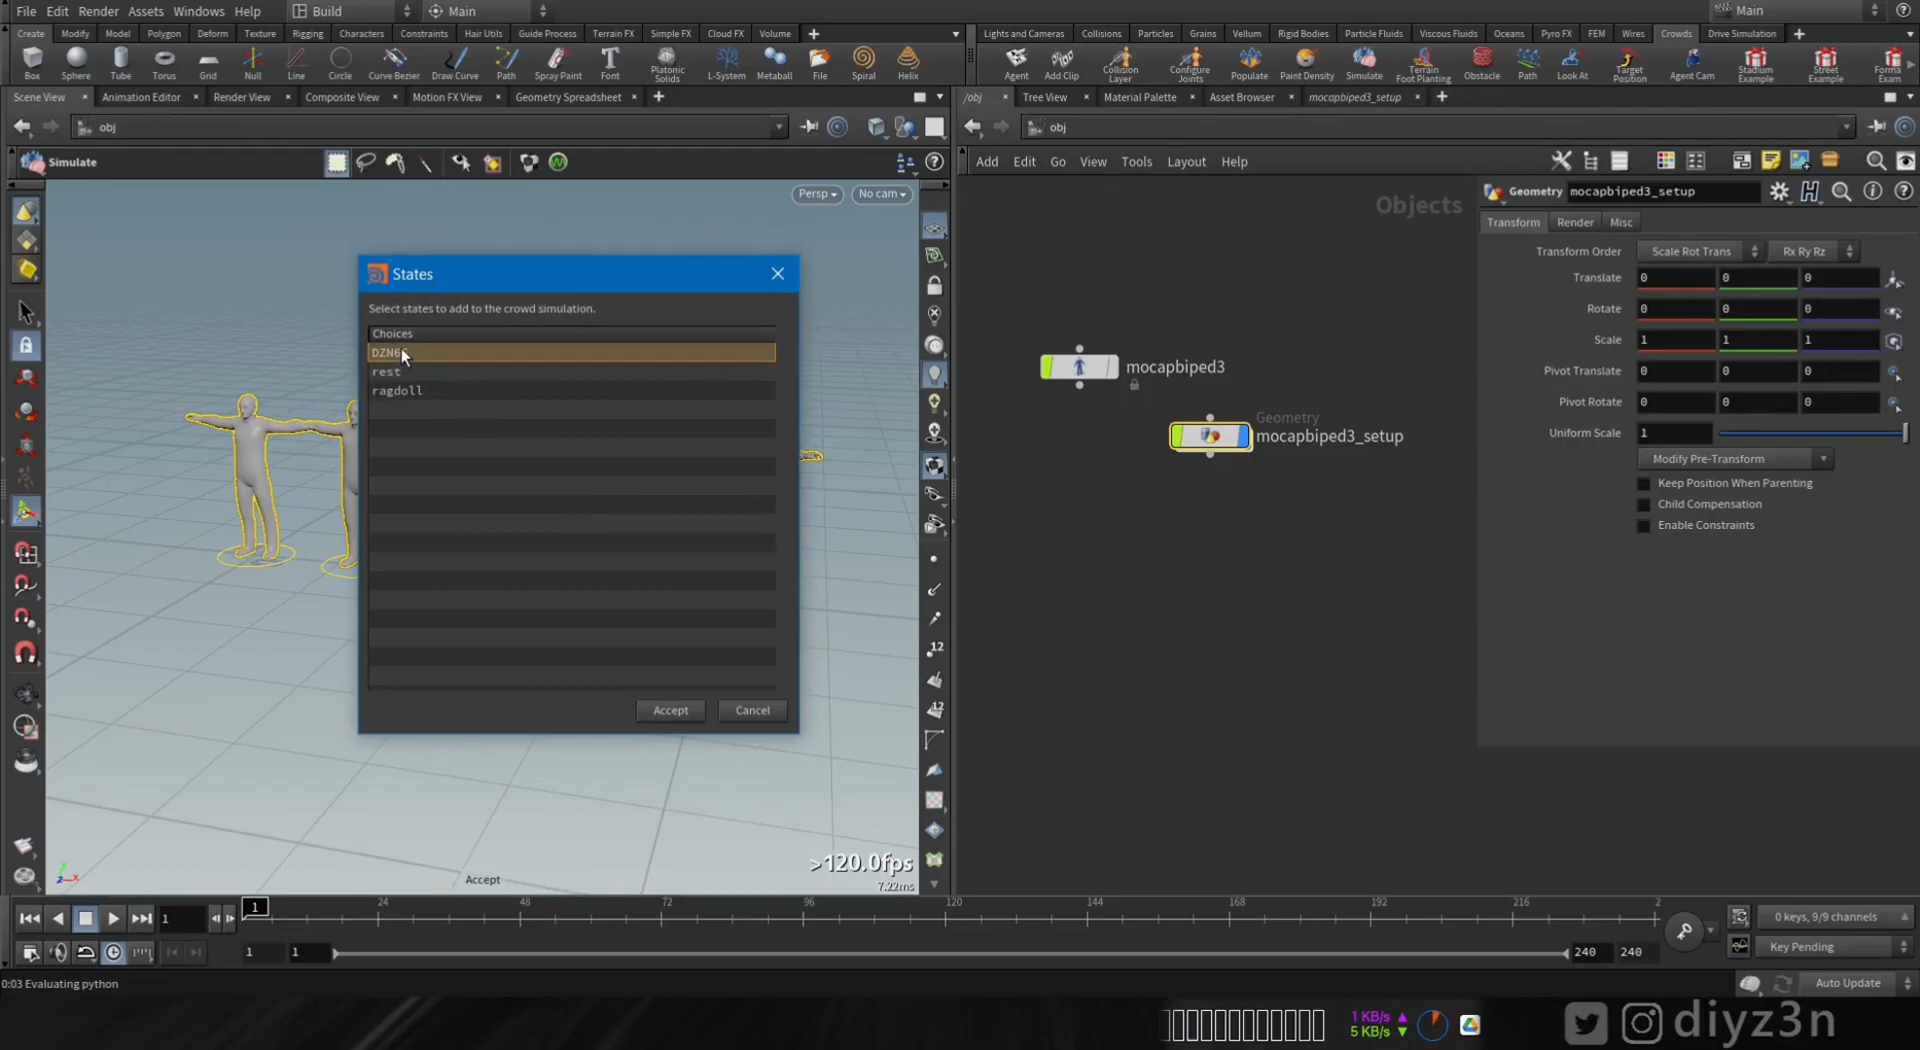 File Edit Render Assets Windows Help Build Main Main
Create Modify Model Polygon Deform Texture Rigging Characters Constraints Hair Utils Guide Process Terrain FX Simple FX Cloud FX Volume
Lights and Cameras Collisions Particles Grains Vellum Rigid Bodies Particle Fluids Viscous Fluids Oceans Pyro FX FEM Wires Crowds Drive Simulation
Box Sphere Tube Torus Grid Null Line Circle Curve Bezier Draw Curve Path Spray Paint Font Platonic Solids L-System Metaball File Spiral Helix
Agent Add Clip Collision Layer Configure Joints Populate Paint Density Simulate Terrain Foot Planting Obstacle Path Look At Target Position Agent Cam Stadium Example Street Example Forma Exam
Scene View Animation Editor Render View Composite View Motion FX View Geometry Spreadsheet
/obj Tree View Material Palette Asset Browser mocapbiped3_setup
obj
obj
Simulate
Add Edit Go View Tools Layout Help
Persp No cam
Objects
Geometry mocapbiped3_setup
Transform Render Misc
Transform Order Scale Rot Trans Rx Ry Rz
Translate 0 0 0
Rotate 0 0 0
Scale 1 1 1
Pivot Translate 0 0 0
Pivot Rotate 0 0 0
Uniform Scale 1
Modify Pre-Transform
Keep Position When Parenting
Child Compensation
Enable Constraints
mocapbiped3
Geometry
mocapbiped3_setup
States
Select states to add to the crowd simulation.
Choices
rest
ragdoll
Accept Cancel
12
12
>120.0fps
7.22ms
Accept
z x
1
1 24 48 72 96 120 144 168 192 216 2
0 keys, 9/9 channels
1 1 240 240
Key Pending
0:03 Evaluating python
Auto Update
1 KB/s
5 KB/s
diyz3n